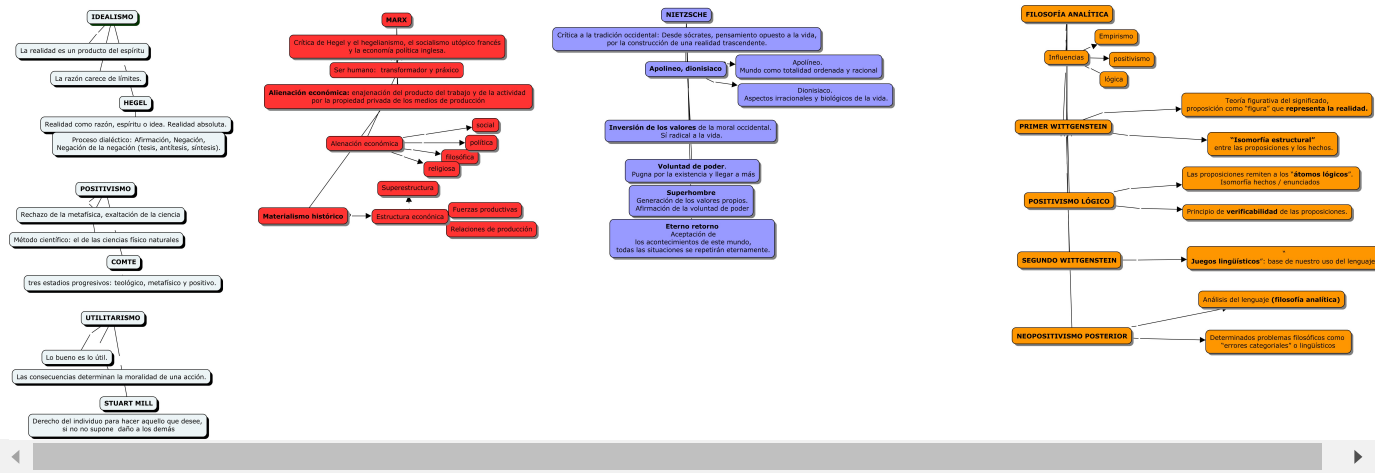 IDEALISMO
La realidad es un producto del espíritu
La razón carece de límites.
HEGEL
Realidad como razón, espíritu o idea. Realidad absoluta.
Proceso dialéctico: Afirmación, Negación,
Negación de la negación (tesis, antítesis, síntesis).
POSITIVISMO
Rechazo de la metafísica, exaltación de la ciencia
Método científico: el de las ciencias físico naturales
COMTE
tres estadios progresivos: teológico, metafísico y positivo.
UTILITARISMO
Lo bueno es lo útil.
Las consecuencias determinan la moralidad de una acción.
STUART MILL
Derecho del individuo para hacer aquello que desee,
si no no supone daño a los demás
MARX
Crítica de Hegel y el hegelianismo, el socialismo utópico francés
y la economía política inglesa.
Ser humano: transformador y práxico
Alienación económica: enajenación del producto del trabajo y de la actividad
por la propiedad privada de los medios de producción
Alenación económica
social
política
filosófica
religiosa
Superestructura
Materialismo histórico
Estructura evonónica
Fuerzas productivas
Relaciones de producción
NIETZSCHE
Crítica a la tradición occidental: Desde sócrates, pensamiento opuesto a la vida,
por la construcción de una realidad trascendente.
Apolíneo, dionisiaco
Apolíneo.
Mundo como totalidad ordenada y racional
Dionisiaco.
Aspectos irracionales y biológicos de la vida.
Inversión de los valores de la moral occidental.
Sí radical a la vida.
Voluntad de poder.
Pugna por la existencia y llegar a más
Superhombre
Generación de los valores propios.
Afirmación de la voluntad de poder
Eterno retorno
Aceptación de
los acontecimientos de este mundo,
todas las situaciones se repetirán eternamente.
FILOSOFÍA ANALÍTICA
Influencias
Empirismo
positivismo
lógica
PRIMER WITTGENSTEIN
Teoría figurativa del significado,
proposición como "figura" que representa la realidad.
"Isomorfía estructural"
entre las proposiciones y los hechos.
POSITIVISMO LÓGICO
Las proposiciones remiten a los "átomos lógicos".
Isomorfía hechos / enunciados
Principio de verificabilidad de las proposiciones.
SEGUNDO WITTGENSTEIN
"
Juegos lingüísticos": base de nuestro uso del lenguaje
NEOPOSITIVISMO POSTERIOR
Análisis del lenguaje (filosofía analítica)
Determinados problemas filosóficos como
"errores categoriales" o lingüísticos